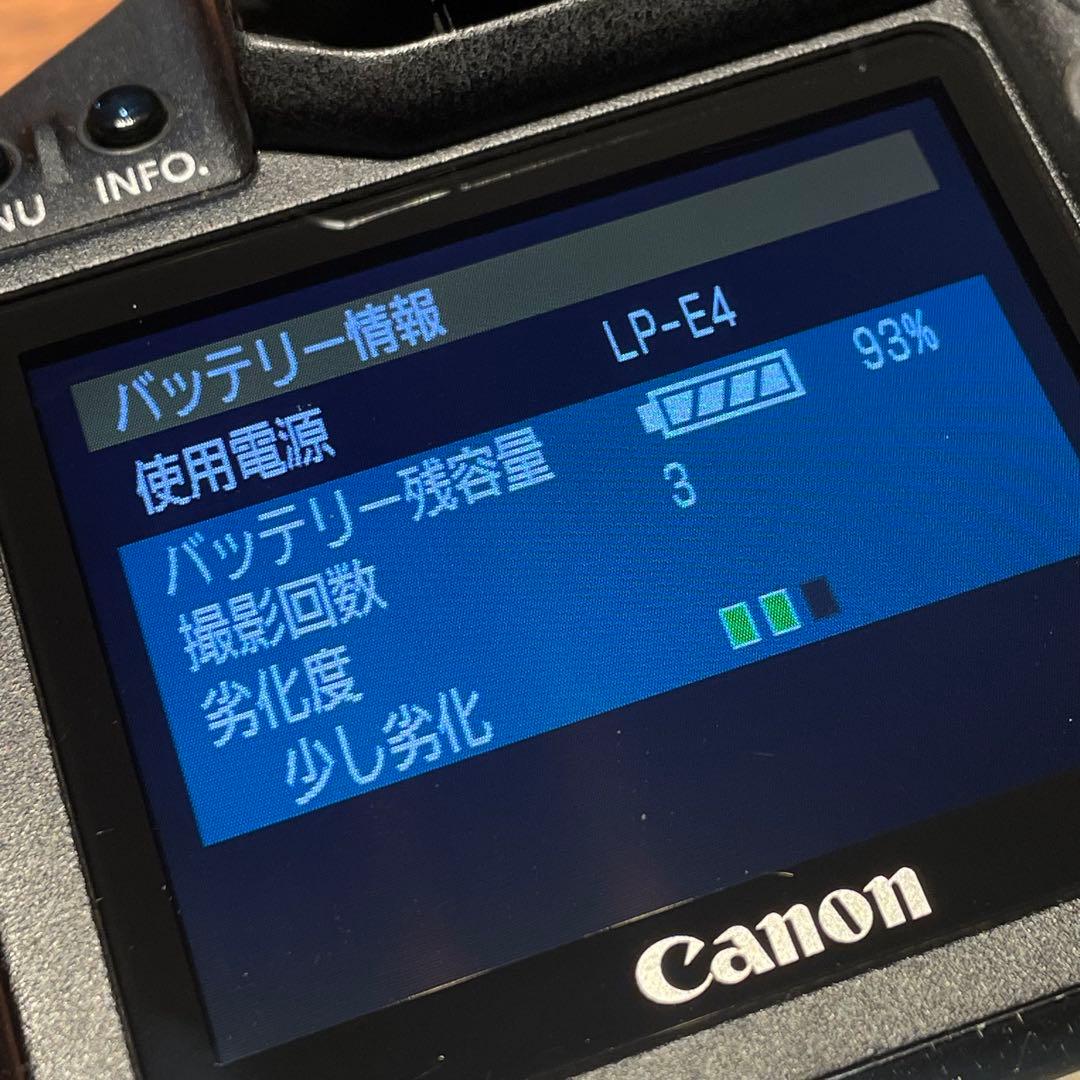 NU INFO.
バッテリー情報
使用電源 LP-E4
バッテリー残容量 93%
撮影回数 3
劣化度
少し劣化
Canon